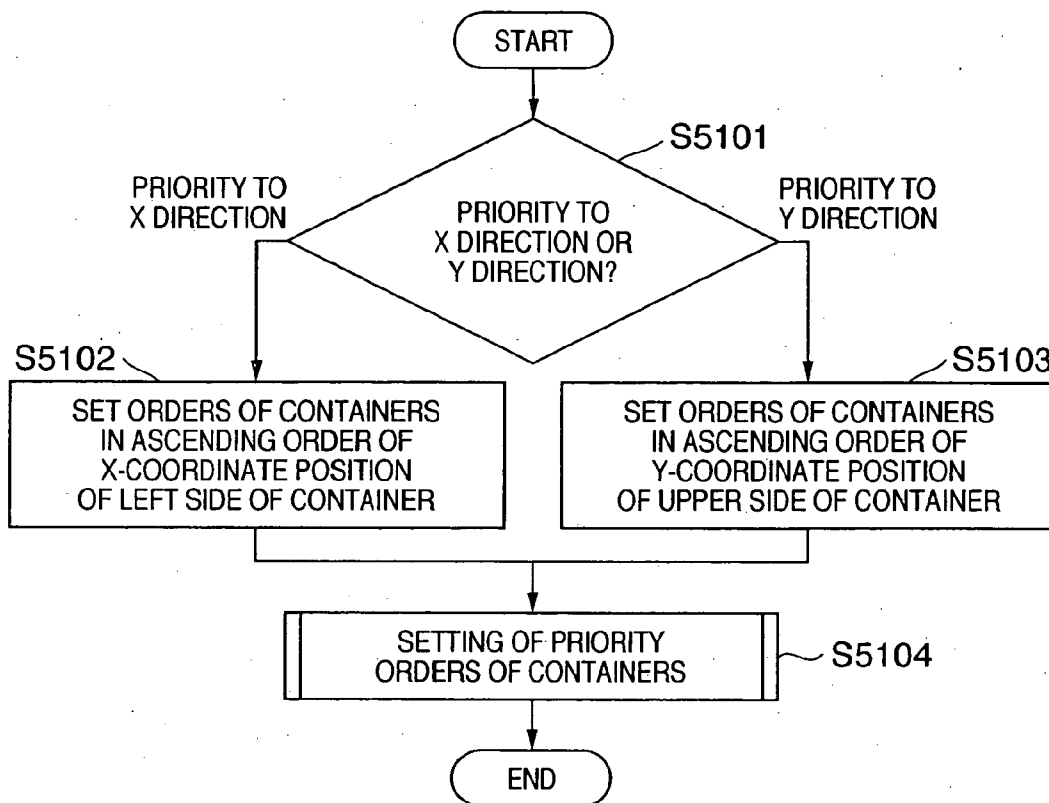 START
S5101
PRIORITY TO
X DIRECTION
PRIORITY TO
X DIRECTION OR
Y DIRECTION?
PRIORITY TO
Y DIRECTION
S5102
SET ORDERS OF CONTAINERS
IN ASCENDING ORDER OF
X-COORDINATE POSITION
OF LEFT SIDE OF CONTAINER
S5103
SET ORDERS OF CONTAINERS
IN ASCENDING ORDER OF
Y-COORDINATE POSITION
OF UPPER SIDE OF CONTAINER
SETTING OF PRIORITY
ORDERS OF CONTAINERS
S5104
END